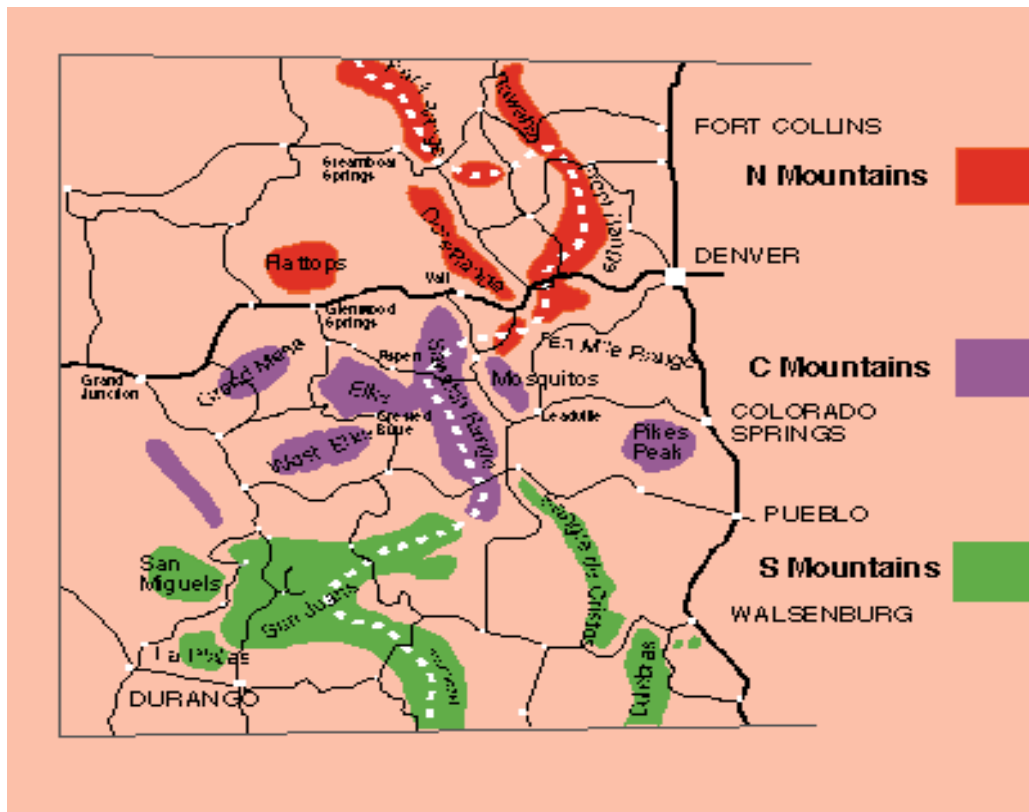 FORT COLLINS
N Mountains
Steamboat
Springs
Front Range
Gore Range
DENVER
Flattops
Vail
Glenwood
Springs
Ten Mile Range
Aspen
Grand Mesa
Sawatch Range
Mosquitos
C Mountains
Grand
Junction
Elks
Leadville
COLORADO
SPRINGS
Crested
Butte
West Elks
Pikes
Peak
PUEBLO
Sangre de Cristos
San
Miguels
S Mountains
San Juans
WALSENBURG
La Platas
DURANGO